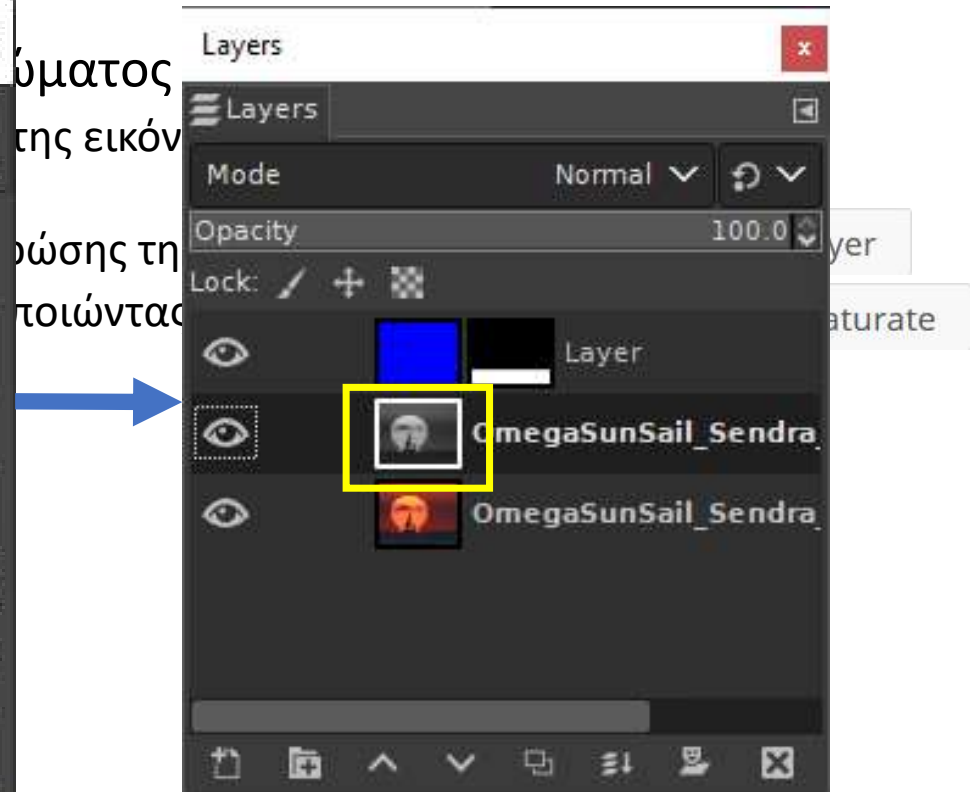 Layers
x
ώματος
Layers
της εικόν
Mode Normal
Opacity 100.0
ρώσης τη
yer
Lock:
ποιώντας
aturate
Layer
OmegaSunSail_Sendra_
OmegaSunSail_Sendra_